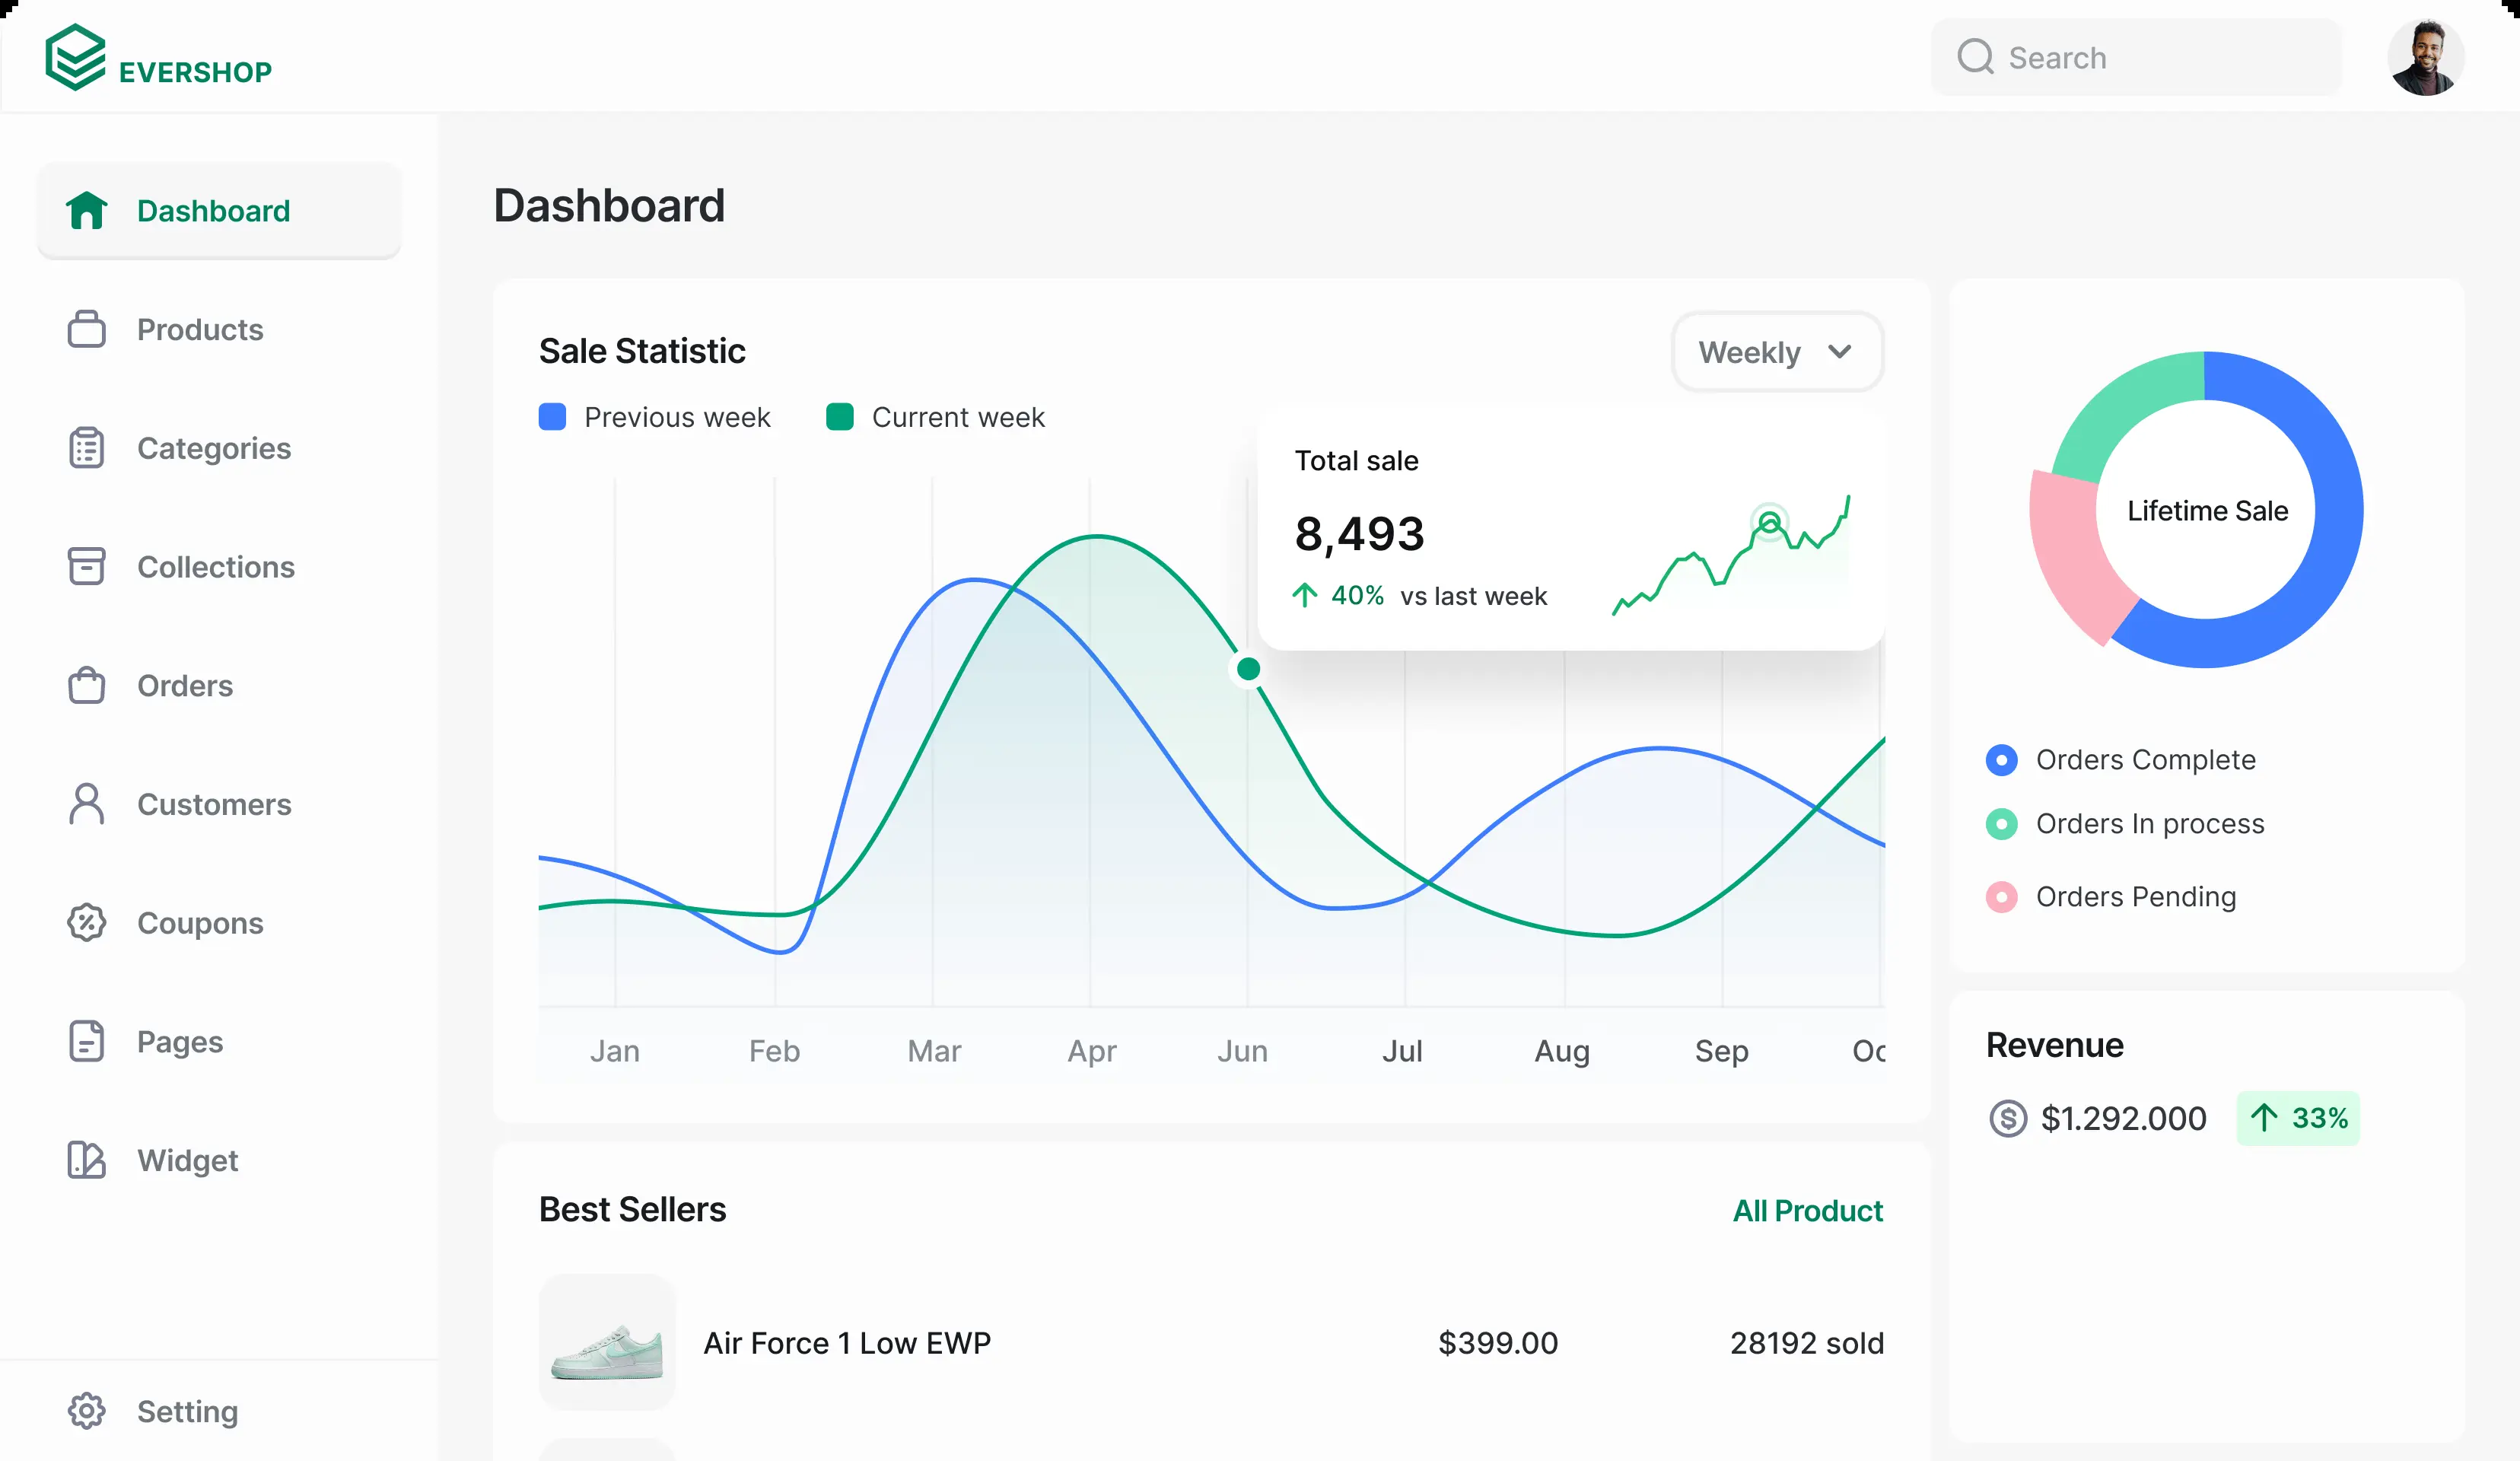 EVERSHOP
Search
Dashboard
Products
Categories
Collections
Orders
Customers
Coupons
Pages
Widget
Setting
Dashboard
Sale Statistic
Weekly
Previous week
Current week
Total sale
8,493
40% vs last week
Jan Feb Mar Apr Jun Jul Aug Sep Oc
Lifetime Sale
Orders Complete
Orders In process
Orders Pending
Revenue
$1.292.000 33%
Best Sellers
All Product
Air Force 1 Low EWP $399.00 28192 sold